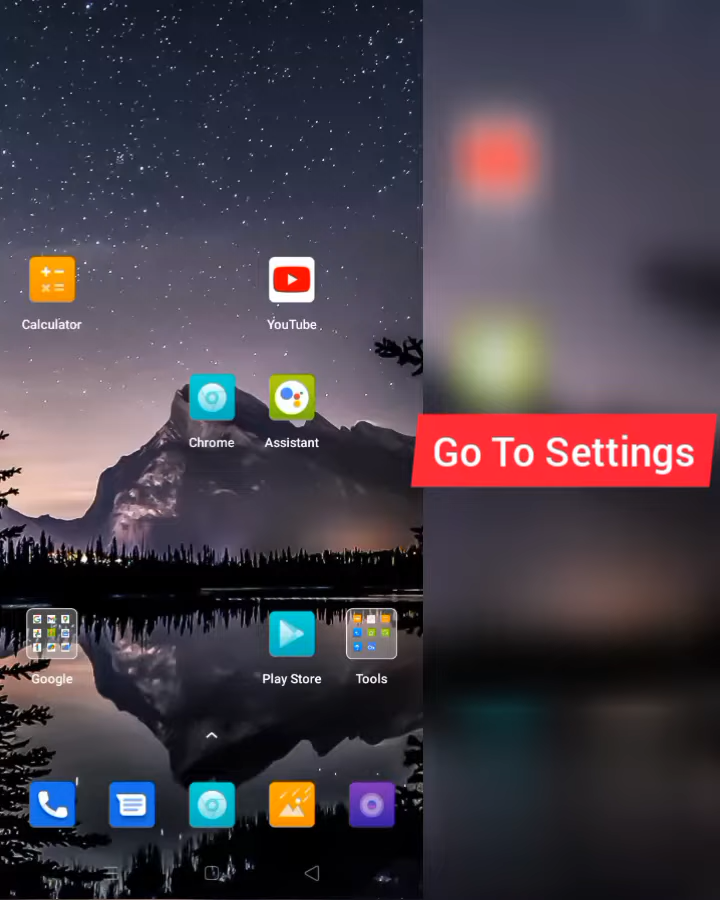 Calculator
YouTube
Chrome
Assistant
Go To Settings
Google
Play Store
Tools